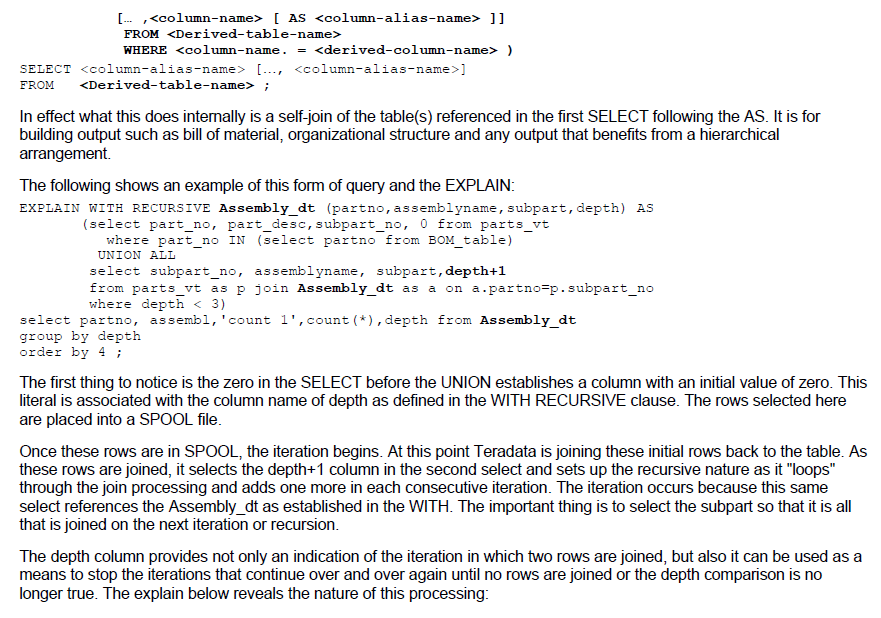 [… ,<column-name> [ AS <column-alias-name> ]]
FROM <Derived-table-name>
WHERE <column-name. = <derived-column-name> )
SELECT <column-alias-name> […, <column-alias-name>]
FROM   <Derived-table-name> ;
In effect what this does internally is a self-join of the table(s) referenced in the first SELECT following the AS. It is for
building output such as bill of material, organizational structure and any output that benefits from a hierarchical
arrangement.
The following shows an example of this form of query and the EXPLAIN:
EXPLAIN WITH RECURSIVE Assembly_dt (partno,assemblyname,subpart,depth) AS
(select part_no, part_desc,subpart_no, 0 from parts_vt
where part_no IN (select partno from BOM_table)
UNION ALL
select subpart_no, assemblyname, subpart,depth+1
from parts_vt as p join Assembly_dt as a on a.partno=p.subpart_no
where depth < 3)
select partno, assembl,'count 1',count(*),depth from Assembly_dt
group by depth
order by 4 ;
The first thing to notice is the zero in the SELECT before the UNION establishes a column with an initial value of zero. This
literal is associated with the column name of depth as defined in the WITH RECURSIVE clause. The rows selected here
are placed into a SPOOL file.
Once these rows are in SPOOL, the iteration begins. At this point Teradata is joining these initial rows back to the table. As
these rows are joined, it selects the depth+1 column in the second select and sets up the recursive nature as it "loops"
through the join processing and adds one more in each consecutive iteration. The iteration occurs because this same
select references the Assembly_dt as established in the WITH. The important thing is to select the subpart so that it is all
that is joined on the next iteration or recursion.
The depth column provides not only an indication of the iteration in which two rows are joined, but also it can be used as a
means to stop the iterations that continue over and over again until no rows are joined or the depth comparison is no
longer true. The explain below reveals the nature of this processing: